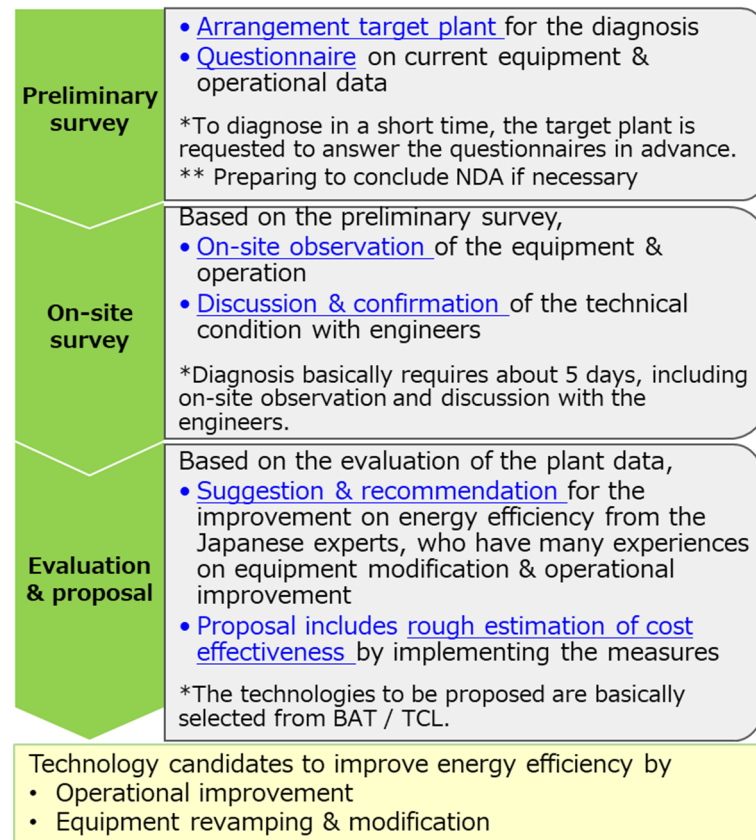 Preliminary
survey
• Arrangement target plant for the diagnosis
• Questionnaire on current equipment &
operational data
*To diagnose in a short time, the target plant is
requested to answer the questionnaires in advance.
** Preparing to conclude NDA if necessary
On-site
survey
Based on the preliminary survey,
• On-site observation of the equipment &
operation
• Discussion & confirmation of the technical
condition with engineers
*Diagnosis basically requires about 5 days, including
on-site observation and discussion with the
engineers.
Evaluation
& proposal
Based on the evaluation of the plant data,
• Suggestion & recommendation for the
improvement on energy efficiency from the
Japanese experts, who have many experiences
on equipment modification & operational
improvement
• Proposal includes rough estimation of cost
effectiveness by implementing the measures
*The technologies to be proposed are basically
selected from BAT / TCL.
Technology candidates to improve energy efficiency by
• Operational improvement
• Equipment revamping & modification